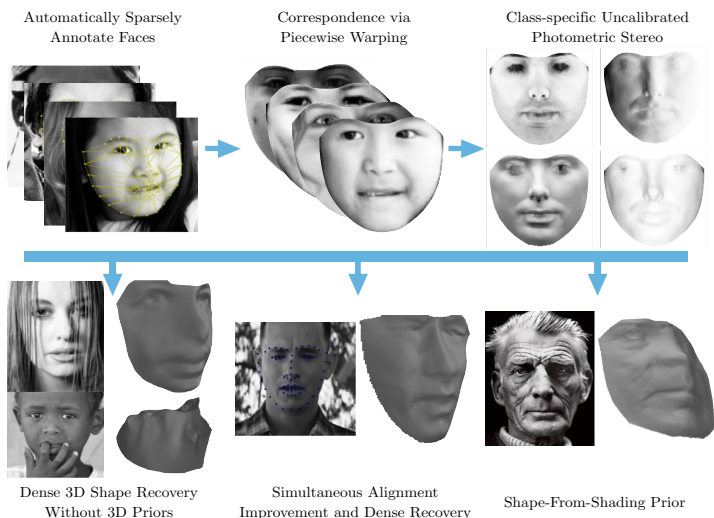 Automatically Sparsely
Annotate Faces
Correspondence via
Piecewise Warping
Class-specific Uncalibrated
Photometric Stereo
Dense 3D Shape Recovery
Without 3D Priors
Simultaneous Alignment
Improvement and Dense Recovery
Shape-From-Shading Prior